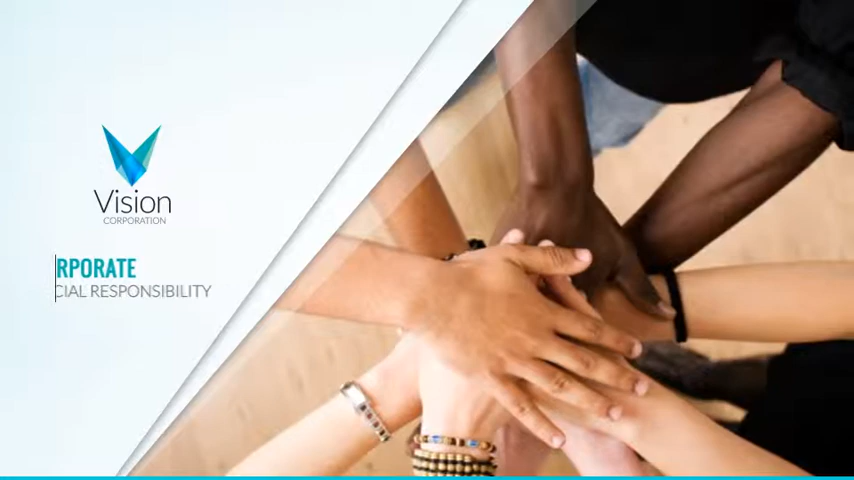 Vision
CORPORATION
RPORATE
CIAL RESPONSIBILITY